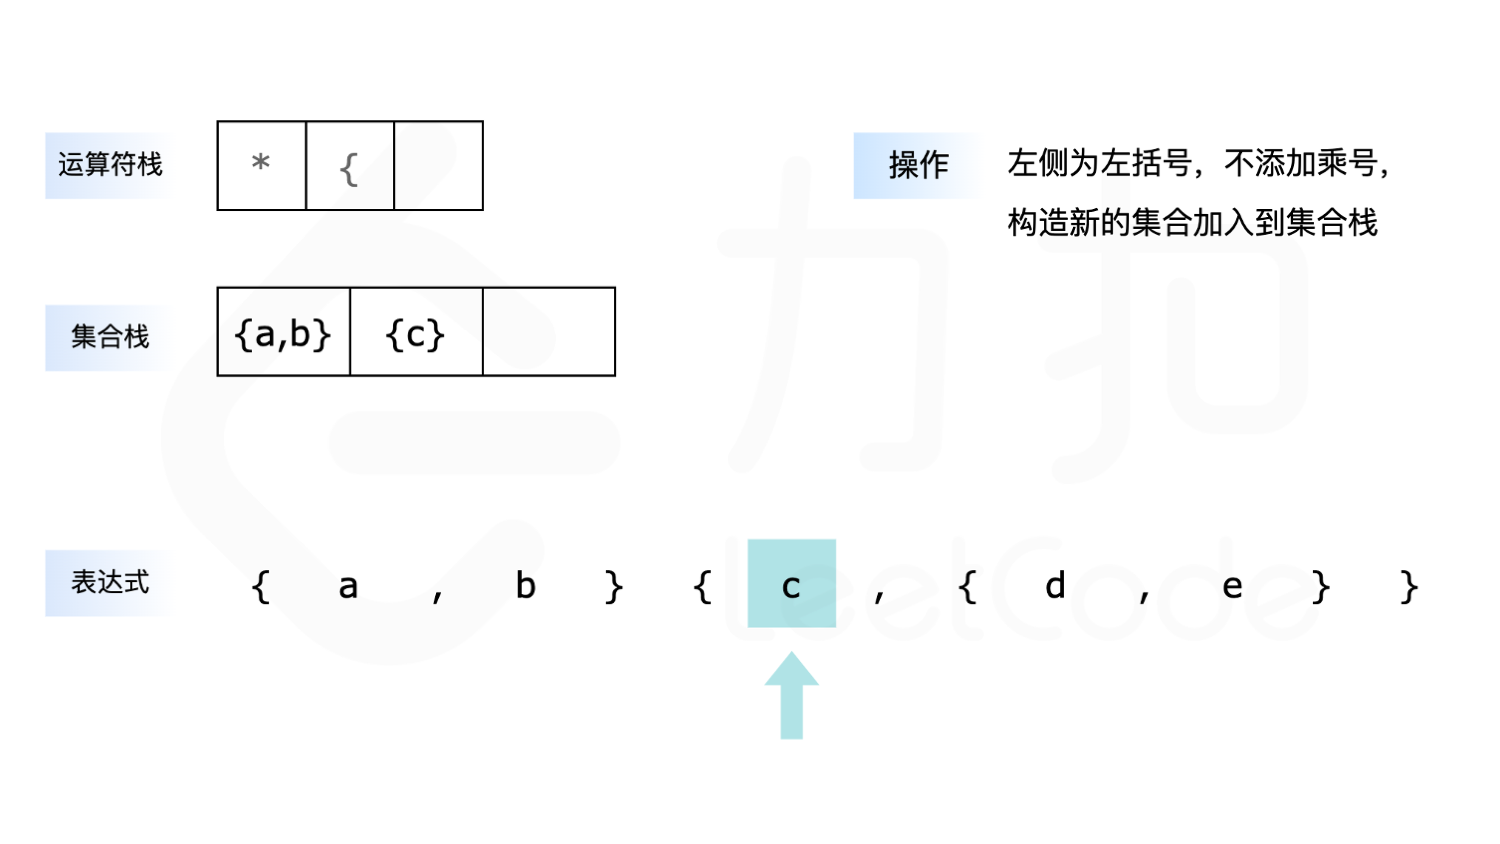 运算符栈 * {
操作 左侧为左括号，不添加乘号，
构造新的集合加入到集合栈
集合栈 {a,b} {c}
力扣
表达式 { a , b } { c , { d , e } }
LeetCode